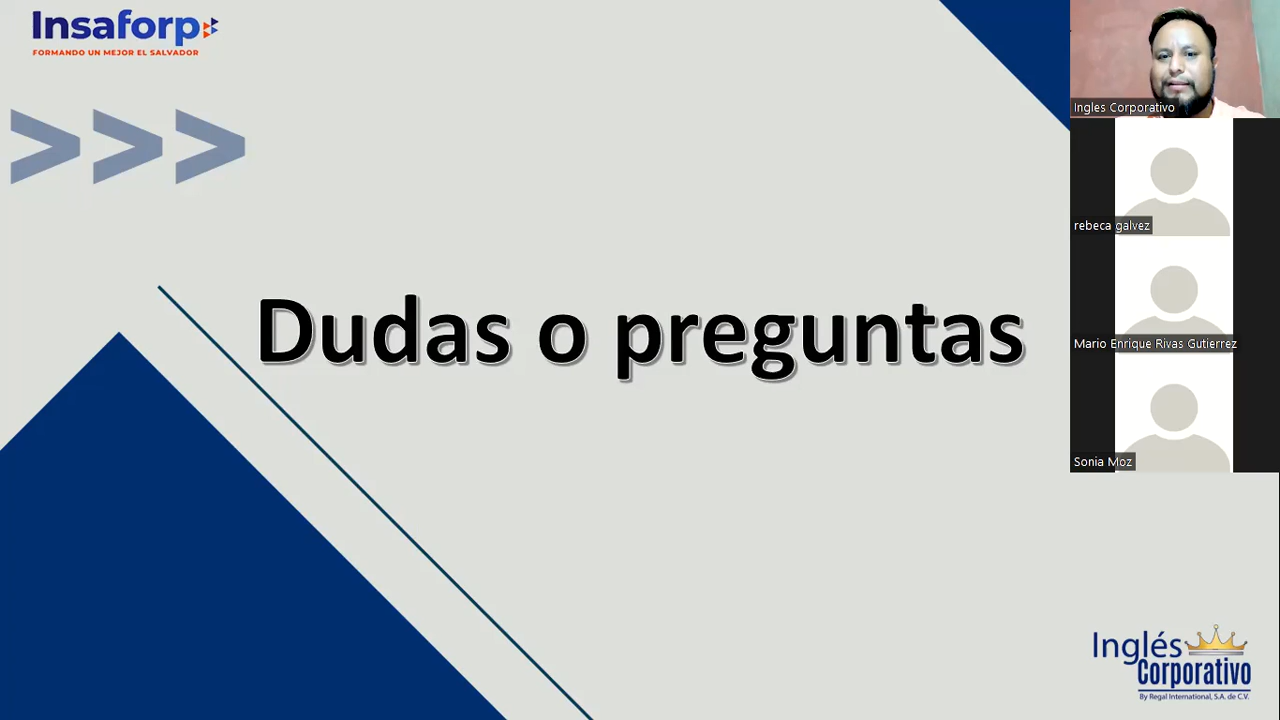 Insaforp
FORMANDO UN MEJOR EL SALVADOR
>>>
Dudas o preguntas
Ingles Corporativo
rebeca galvez
Mario Enrique Rivas Gutierrez
Sonia Moz
Inglés
Corporativo
By Regal International, S.A. de C.V.